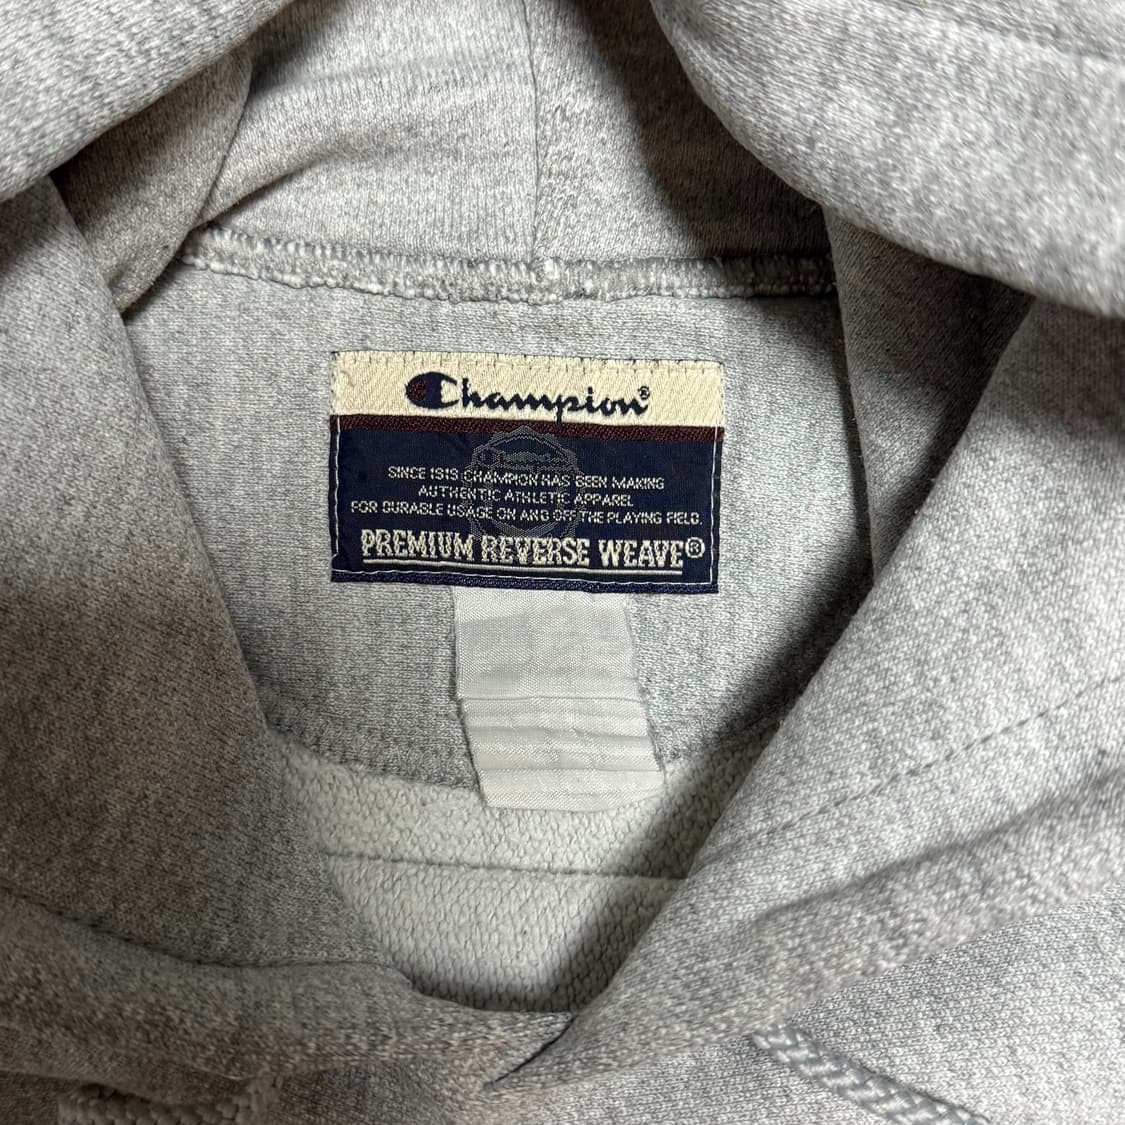 Champion®
SINCE 1919 CHAMPION HAS BEEN MAKING
AUTHENTIC ATHLETIC APPAREL
FOR DURABLE USAGE ON AND OFF THE PLAYING FIELD.
PREMIUM REVERSE WEAVE®